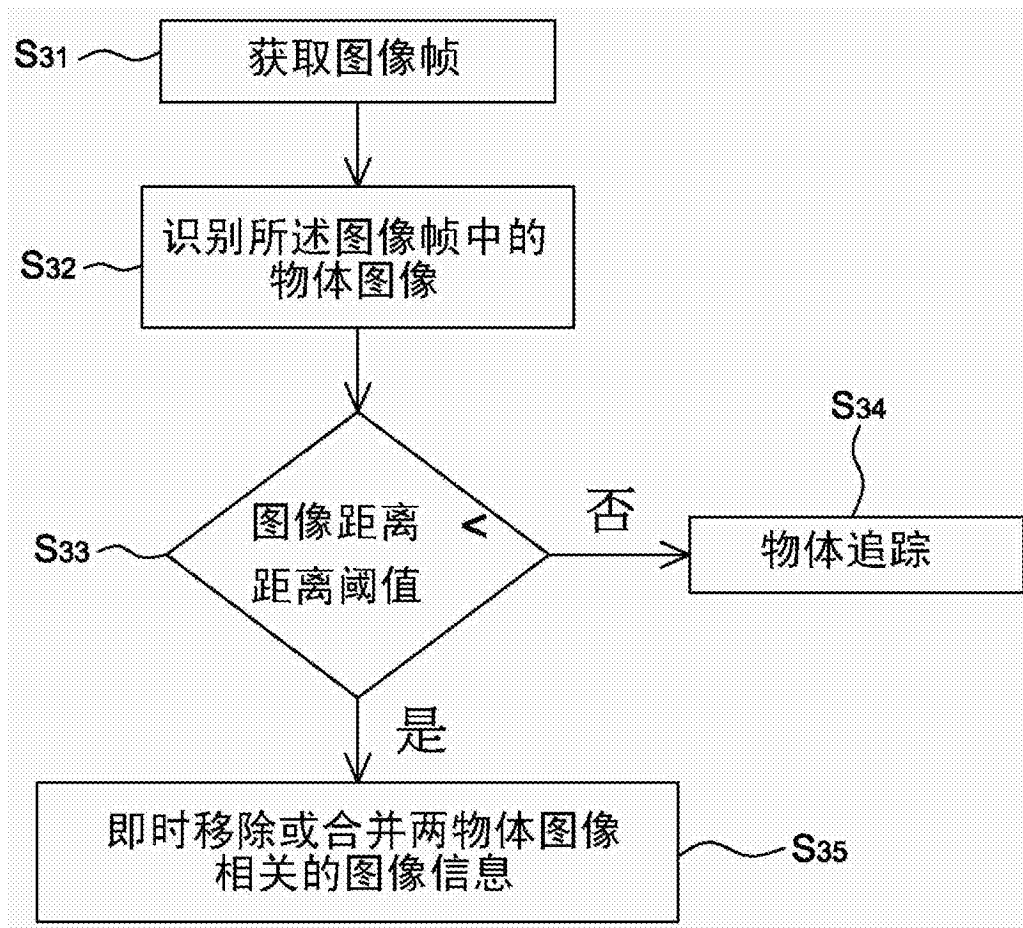 S31
获取图像帧
S32
识别所述图像帧中的
物体图像
S33
图像距离 <
距离阈值
否
S34
物体追踪
是
即时移除或合并两物体图像
相关的图像信息
S35